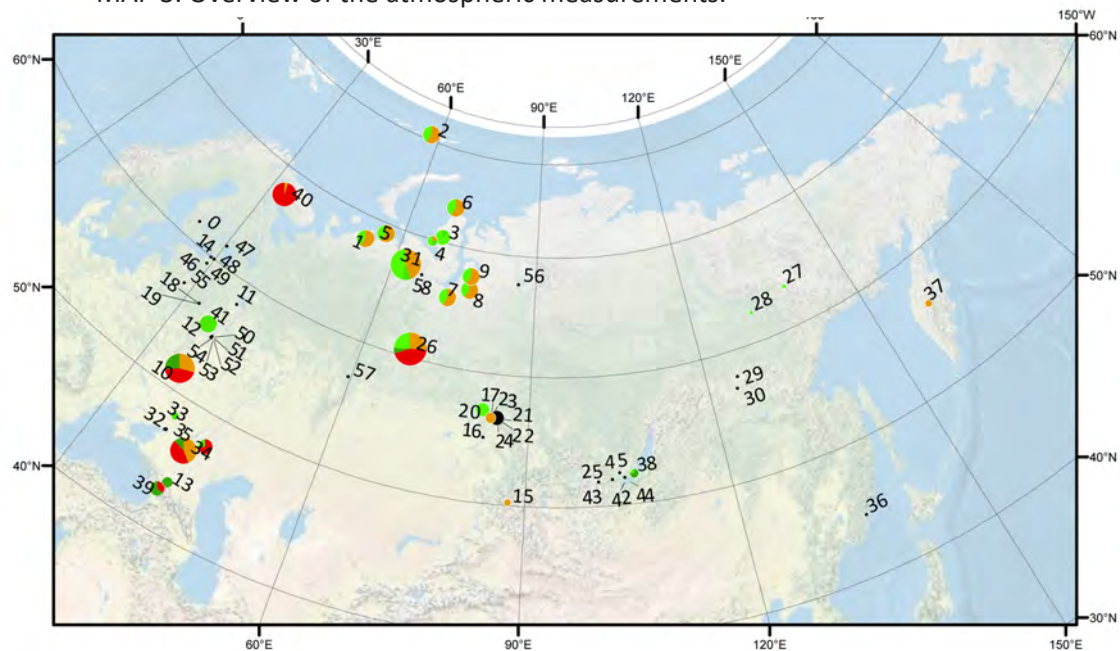 MAP 3. Overview of the atmospheric measurements.
0° 150°W
60°N 30°E 150°E 60°N
60°E 90°E 120°E
2
40 6
0 1 5 3
14 47 4
46 48 31
55 49 9 56 27
18 58 7 8 28 37
19 11
41
12 50
54 51 26
10 53 52 57 29
30
33 17 23
32 35 20 21
34 16 24 22
39 13 25 45 38
15 43 42 44 36
50°N 50°N
40°N 40°N
30°N
60°E 90°E 120°E 150°E